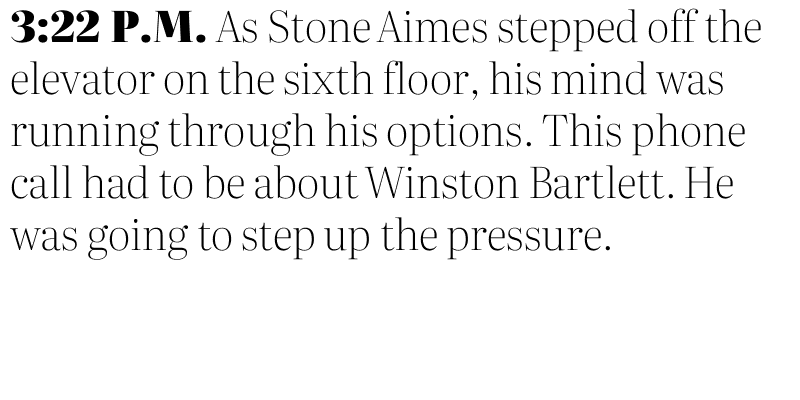 3:22 P.M. As Stone Aimes stepped off the
elevator on the sixth floor, his mind was
running through his options. This phone
call had to be about Winston Bartlett. He
was going to step up the pressure.